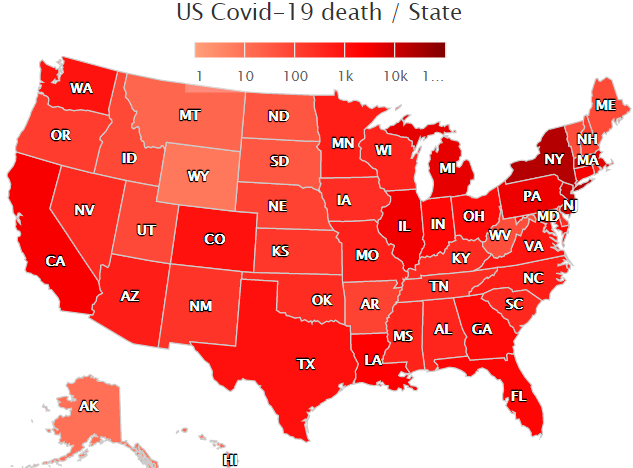 US Covid-19 death / State
1 10 100 1k 10k 1...
WA
MT ND ME
OR MN NH
ID SD WI NY MA
WY MI
NV NE IA PA NJ
UT CO IL IN OH MD
CA KS MO WV VA
KY
AZ NM OK TN NC
AR SC
MS AL GA
TX LA
FL
AK
HI